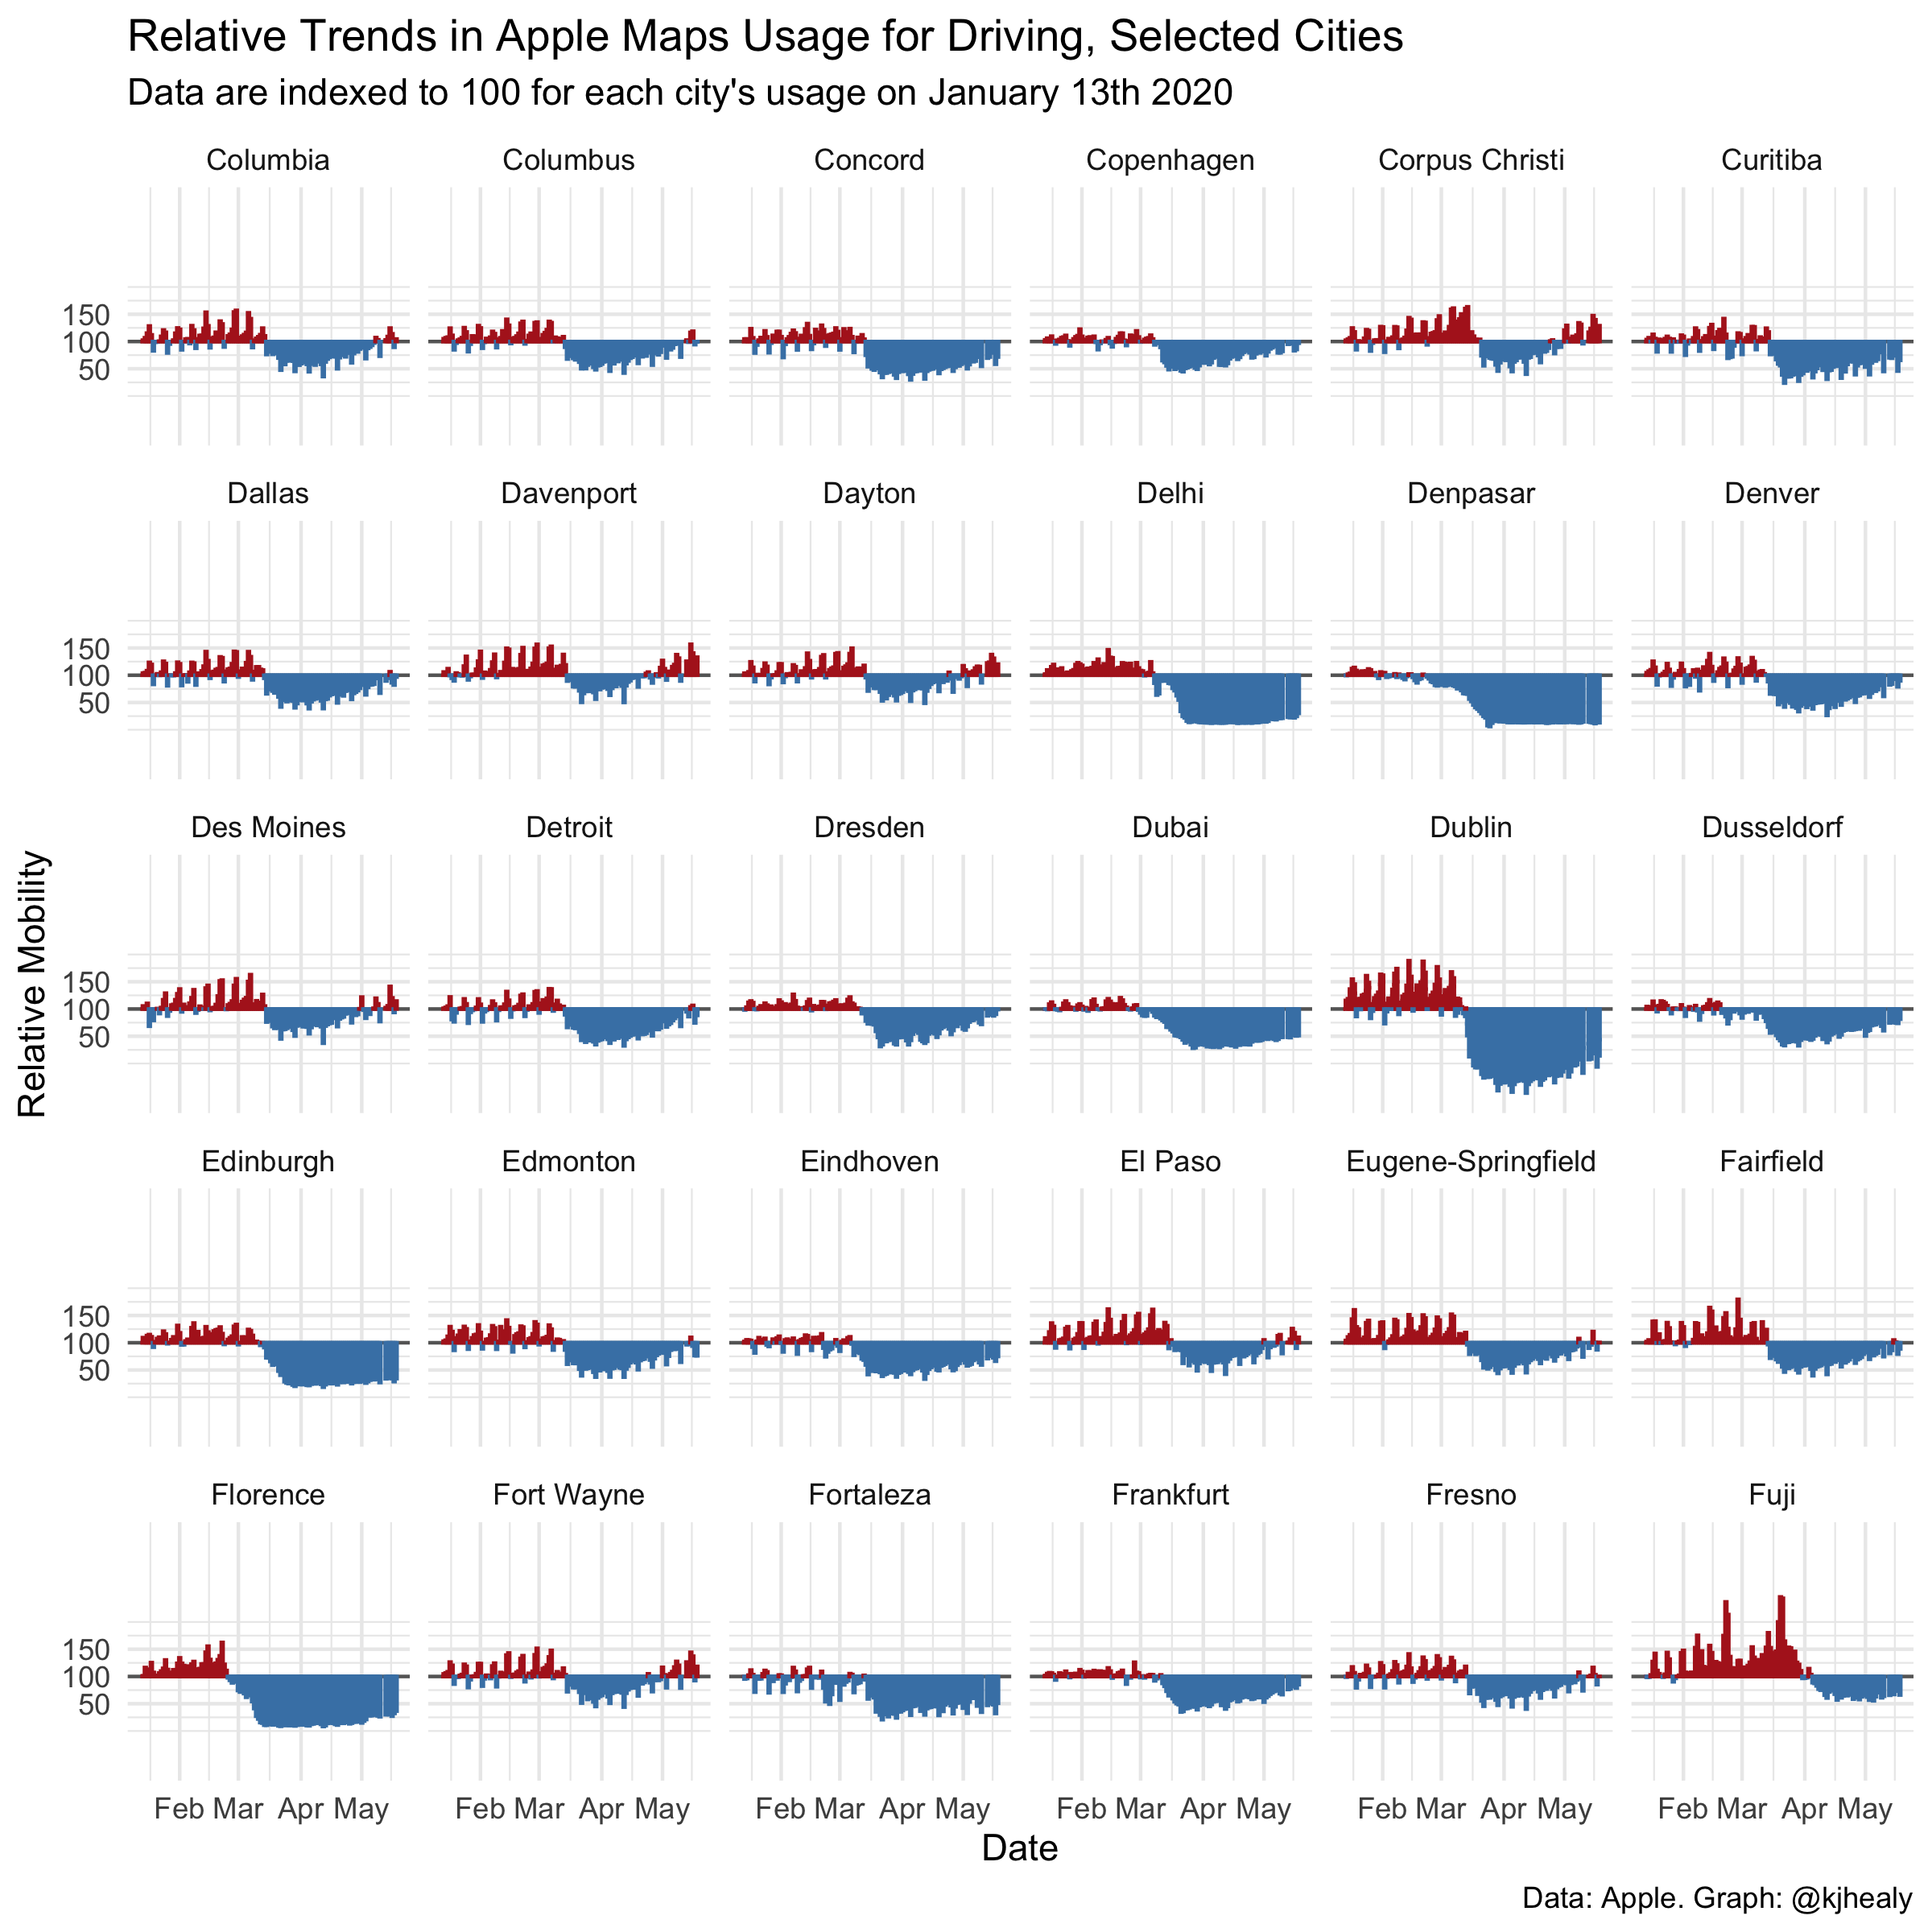 Relative Trends in Apple Maps Usage for Driving, Selected Cities
Data are indexed to 100 for each city's usage on January 13th 2020
Columbia Columbus Concord Copenhagen Corpus Christi Curitiba
150
100
50
Dallas Davenport Dayton Delhi Denpasar Denver
150
100
50
Des Moines Detroit Dresden Dubai Dublin Dusseldorf
150
100
50
Relative Mobility
Edinburgh Edmonton Eindhoven El Paso Eugene-Springfield Fairfield
150
100
50
Florence Fort Wayne Fortaleza Frankfurt Fresno Fuji
150
100
50
Feb Mar Apr May Feb Mar Apr May Feb Mar Apr May Feb Mar Apr May Feb Mar Apr May Feb Mar Apr May
Date
Data: Apple. Graph: @kjhealy